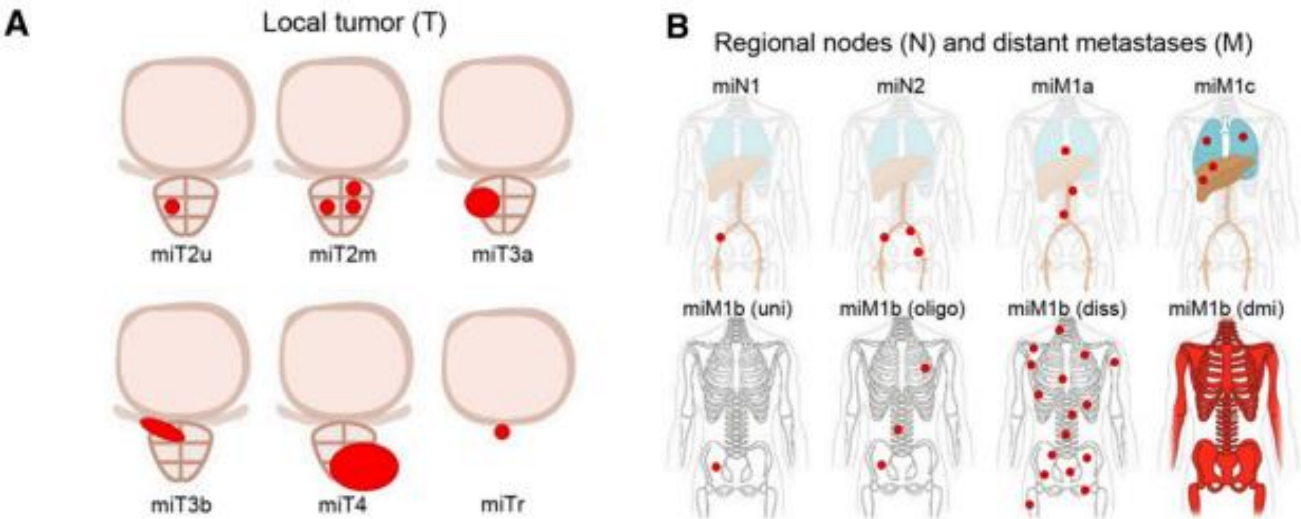 A
Local tumor (T)
miT2u
miT2m
miT3a
miT3b
miT4
miTr
B
Regional nodes (N) and distant metastases (M)
miN1
miN2
miM1a
miM1c
miM1b (uni)
miM1b (oligo)
miM1b (diss)
miM1b (dmi)